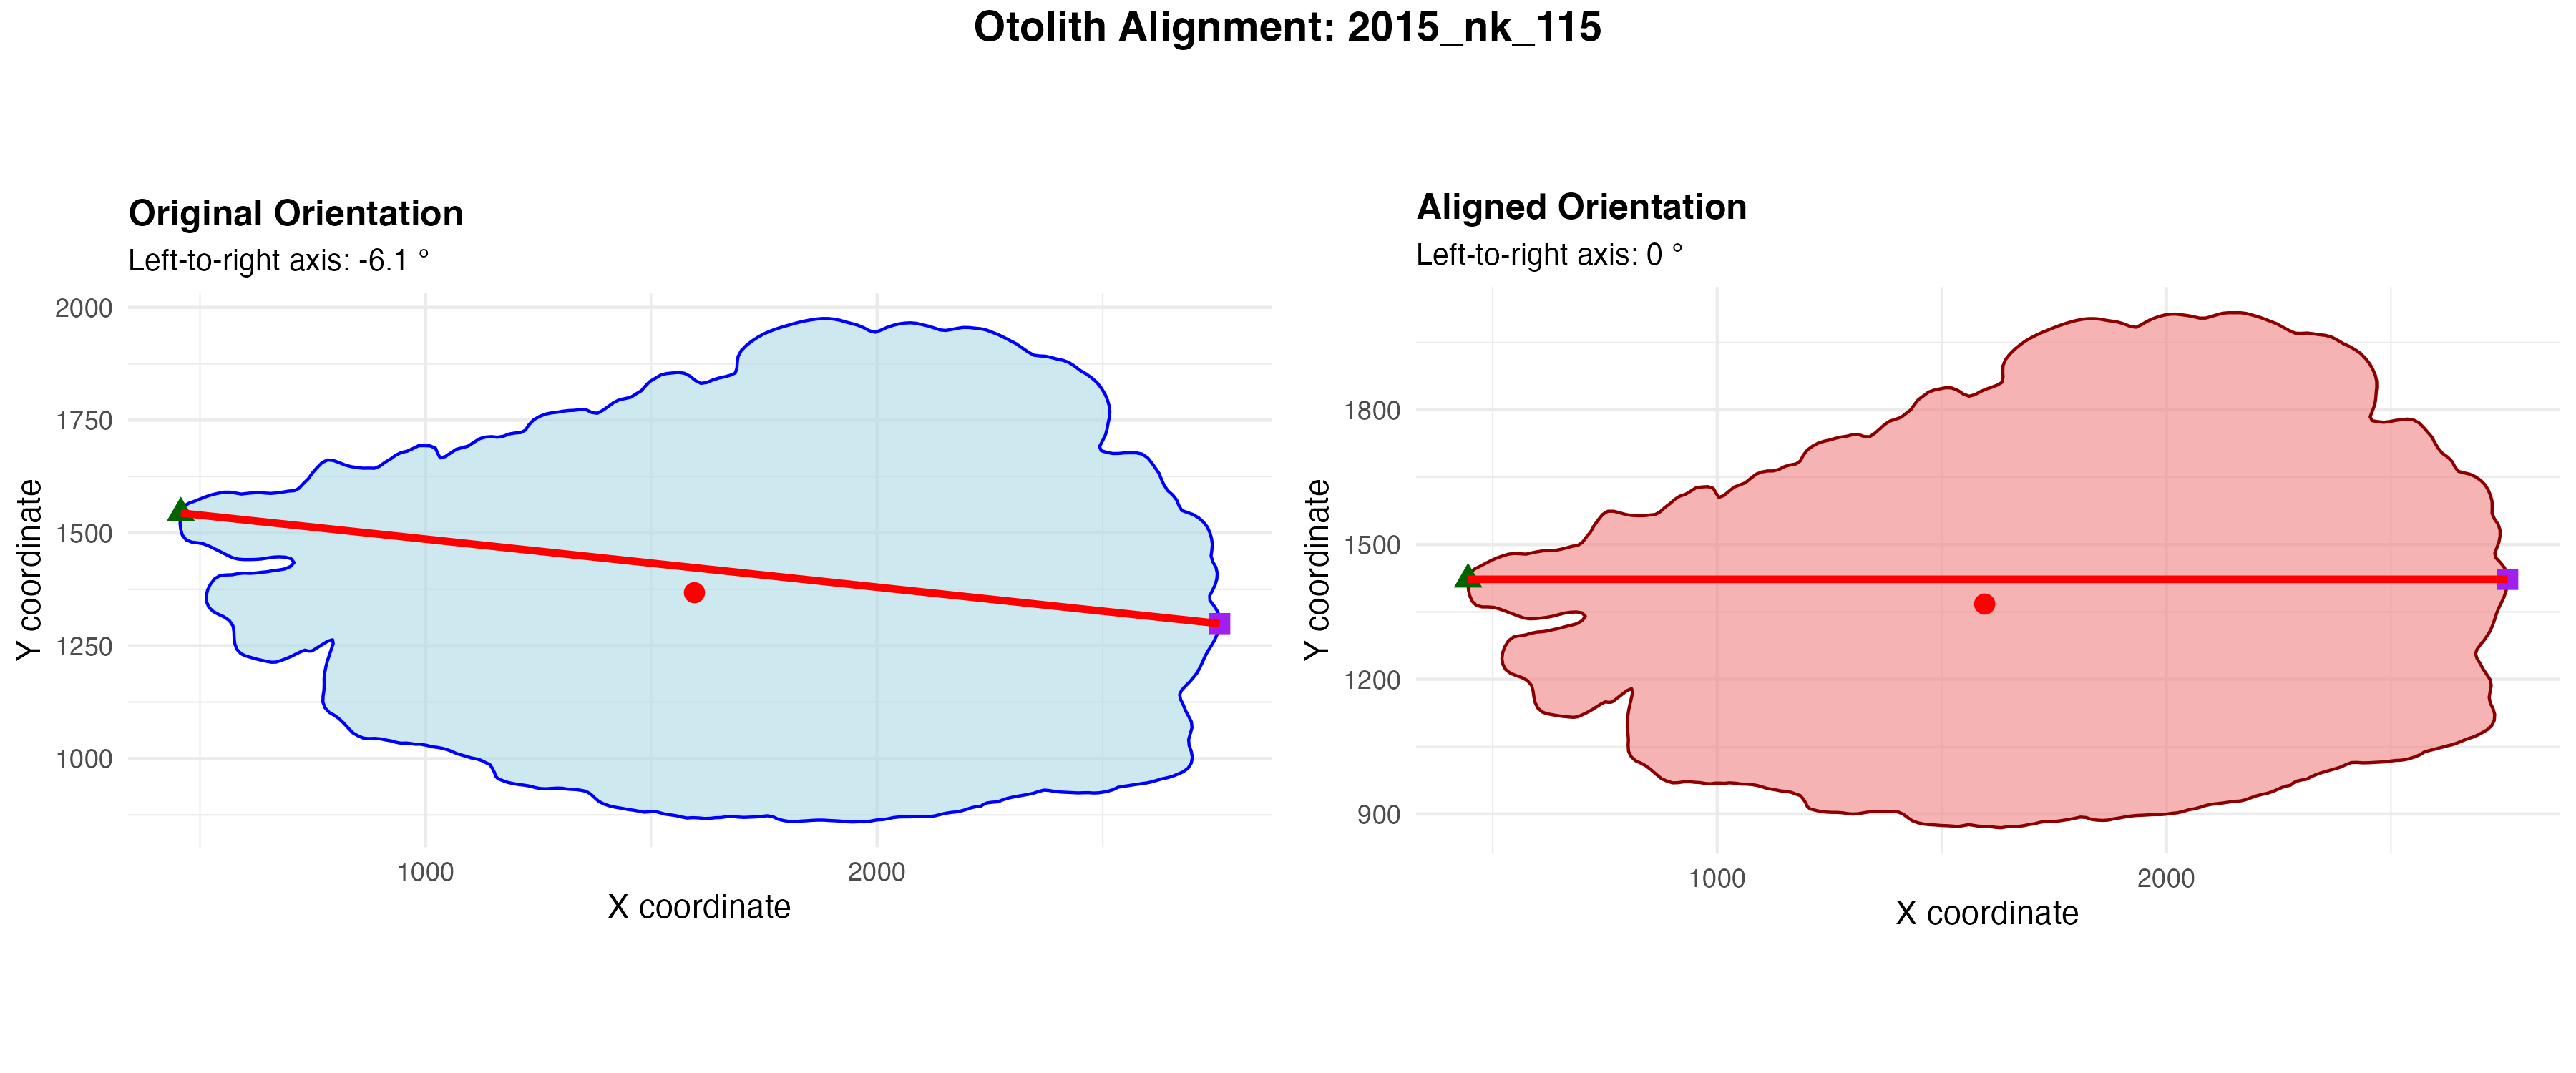 Otolith Alignment: 2015_nk_115
Original Orientation
Left-to-right axis: -6.1 °
2000
1750
1500
1250
1000
Y coordinate
1000
2000
X coordinate
Aligned Orientation
Left-to-right axis: 0 °
1800
1500
1200
900
Y coordinate
1000
2000
X coordinate